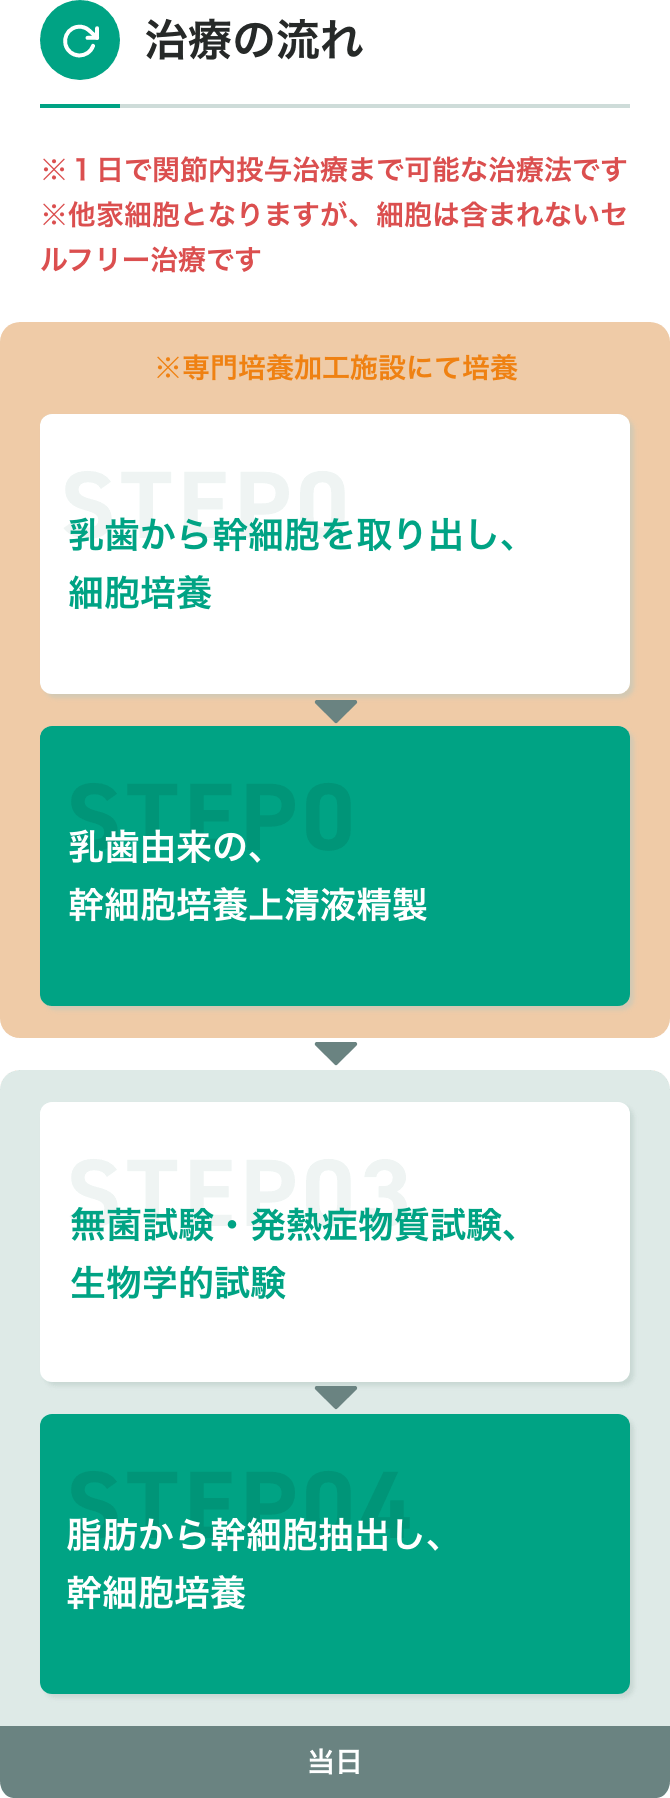 治療の流れ
※１日で関節内投与治療まで可能な治療法です
※他家細胞となりますが、細胞は含まれないセ
ルフリー治療です
※専門培養加工施設にて培養
STEP0
乳歯から幹細胞を取り出し、
細胞培養
STEP0
乳歯由来の、
幹細胞培養上清液精製
STEP03
無菌試験・発熱症物質試験、
生物学的試験
STEP04
脂肪から幹細胞抽出し、
幹細胞培養
当日